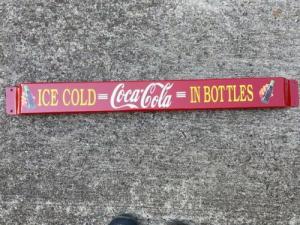 ICE COLD = Coca-Cola = IN BOTTLES